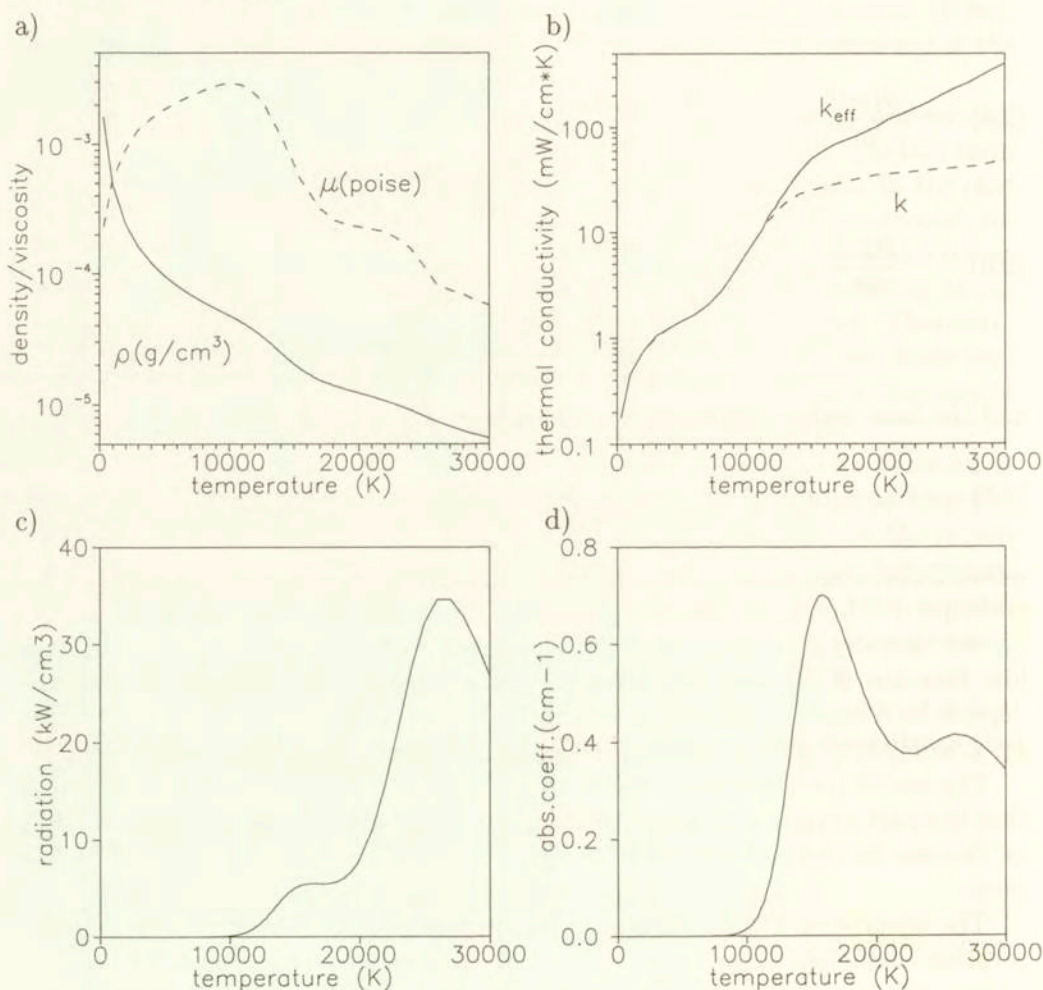 a)
density/viscosity
10⁻³
10⁻⁴
10⁻⁵
μ(poise)
ρ(g/cm³)
0 10000 20000 30000
temperature (K)
b)
thermal conductivity (mW/cm*K)
100
10
1
0.1
k_eff
k
0 10000 20000 30000
temperature (K)
c)
radiation (kW/cm3)
40
30
20
10
0
0 10000 20000 30000
temperature (K)
d)
abs.coeff.(cm−1)
0.8
0.6
0.4
0.2
0.0
0 10000 20000 30000
temperature (K)